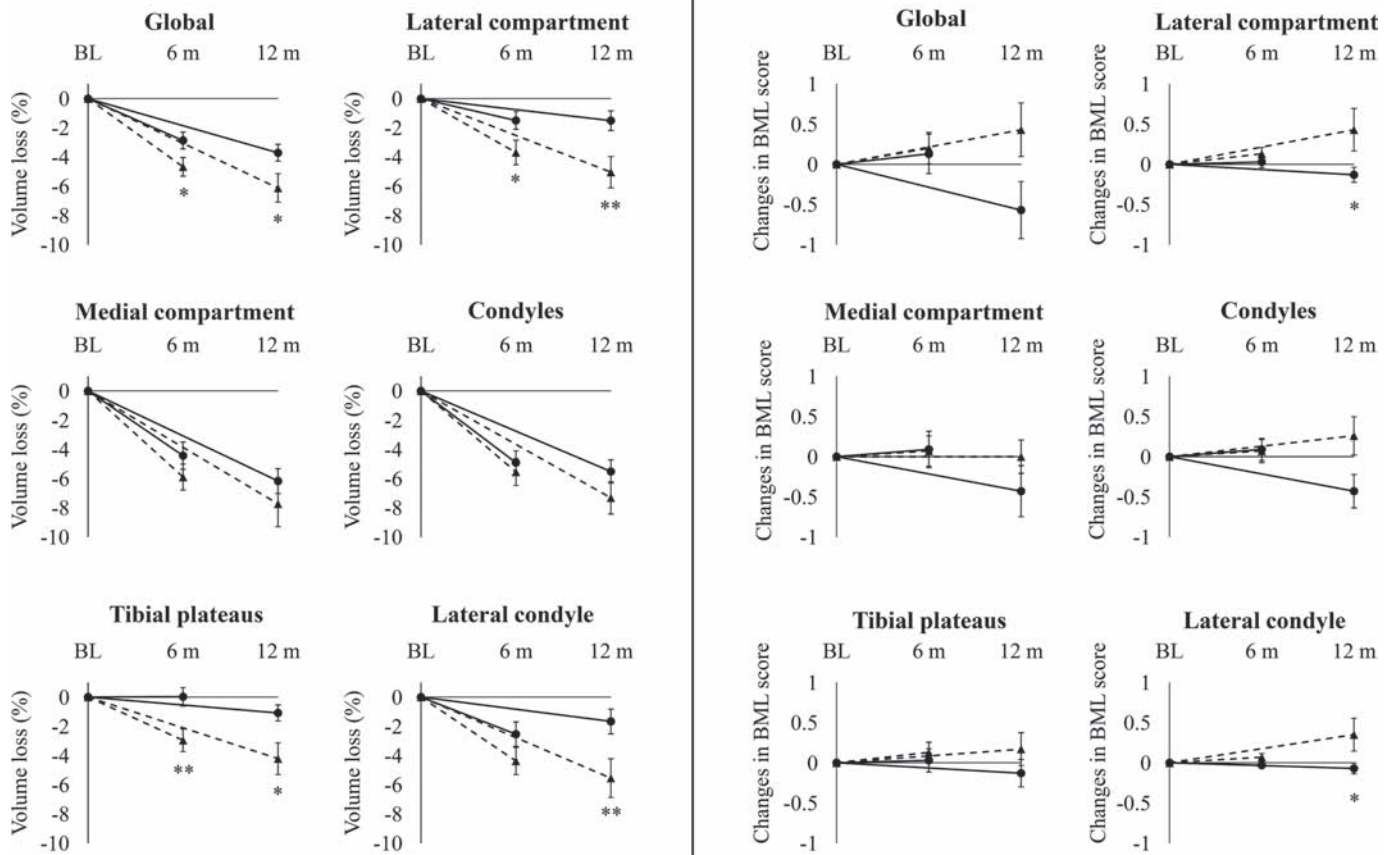 Global
BL 6 m 12 m
Volume loss (%)
0
-2
-4
-6
-8
-10
*
*
Lateral compartment
BL 6 m 12 m
Volume loss (%)
0
-2
-4
-6
-8
-10
*
**
Medial compartment
BL 6 m 12 m
Volume loss (%)
0
-2
-4
-6
-8
-10
Condyles
BL 6 m 12 m
Volume loss (%)
0
-2
-4
-6
-8
-10
Tibial plateaus
BL 6 m 12 m
Volume loss (%)
0
-2
-4
-6
-8
-10
**
*
Lateral condyle
BL 6 m 12 m
Volume loss (%)
0
-2
-4
-6
-8
-10
**
Global
BL 6 m 12 m
Changes in BML score
1
0.5
0
-0.5
-1
Lateral compartment
BL 6 m 12 m
Changes in BML score
1
0.5
0
-0.5
-1
*
Medial compartment
BL 6 m 12 m
Changes in BML score
1
0.5
0
-0.5
-1
Condyles
BL 6 m 12 m
Changes in BML score
1
0.5
0
-0.5
-1
Tibial plateaus
BL 6 m 12 m
Changes in BML score
1
0.5
0
-0.5
-1
Lateral condyle
BL 6 m 12 m
Changes in BML score
1
0.5
0
-0.5
-1
*